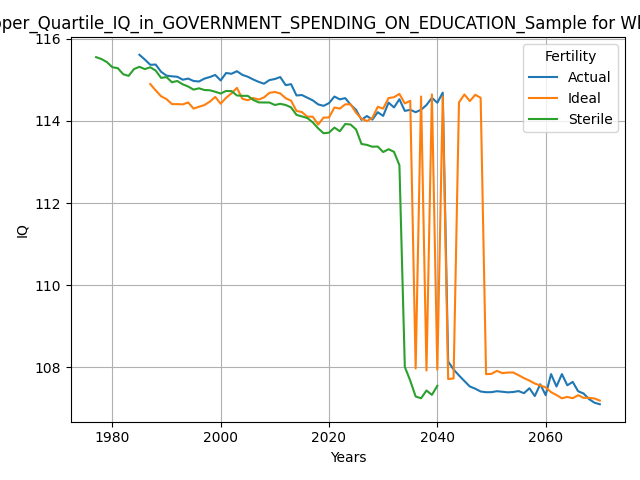 pper_Quartile_IQ_in_GOVERNMENT_SPENDING_ON_EDUCATION_Sample for Wh
116
114
112
110
108
IQ
Fertility
Actual
Ideal
Sterile
1980
2000
2020
2040
2060
Years